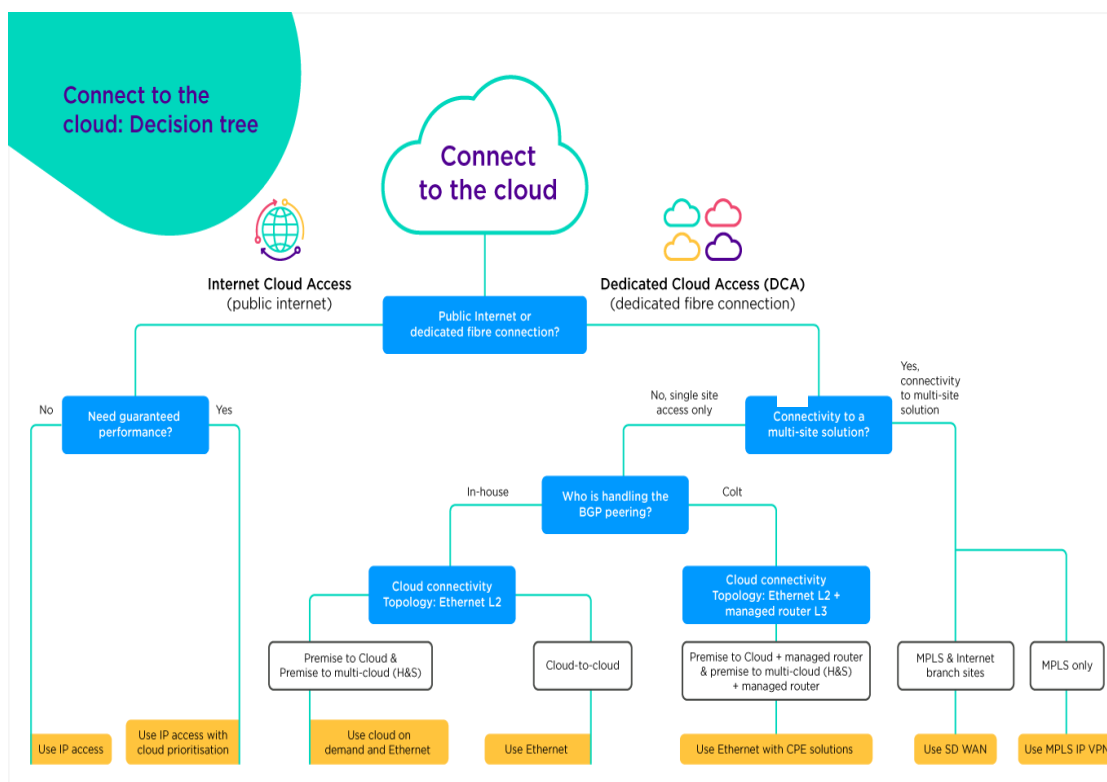 Connect to the
cloud: Decision tree
Connect
to the cloud
Internet Cloud Access
(public internet)
Dedicated Cloud Access (DCA)
(dedicated fibre connection)
Public Internet or
dedicated fibre connection?
No
Need guaranteed
performance?
Yes
No, single site
access only
Connectivity to a
multi-site solution?
Yes,
connectivity
to multi-site
solution
In-house
Who is handling the
BGP peering?
Colt
Cloud connectivity
Topology: Ethernet L2
Cloud connectivity
Topology: Ethernet L2 +
managed router L3
Premise to Cloud &
Premise to multi-cloud (H&S)
Cloud-to-cloud
Premise to Cloud + managed router
& premise to multi-cloud (H&S)
+ managed router
MPLS & Internet
branch sites
MPLS only
Use IP access
Use IP access with
cloud prioritisation
Use cloud on
demand and Ethernet
Use Ethernet
Use Ethernet with CPE solutions
Use SD WAN
Use MPLS IP VPN